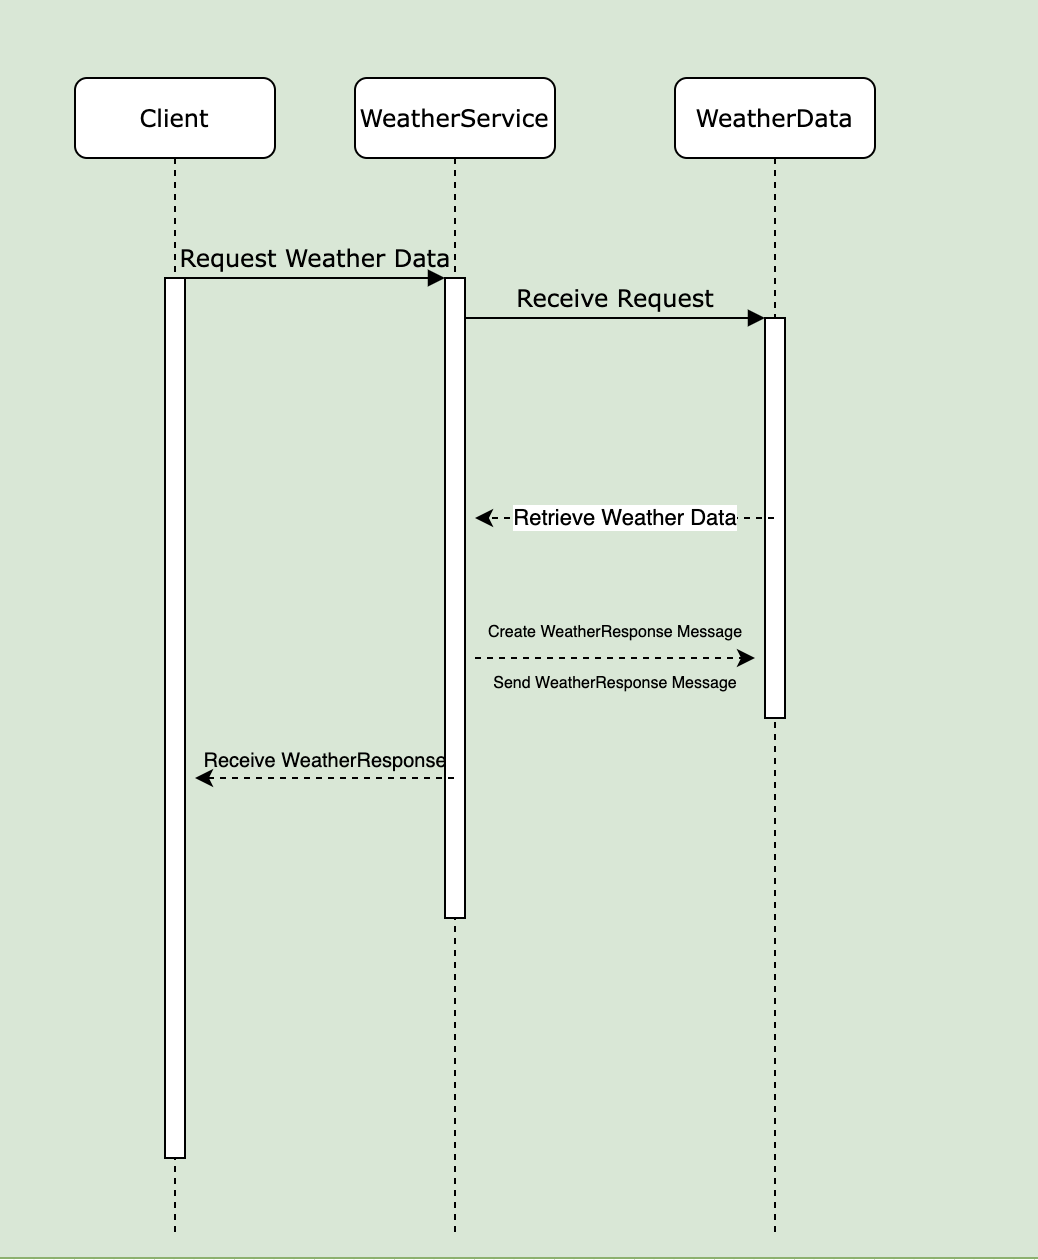 Client
WeatherService
WeatherData
Request Weather Data
Receive Request
Retrieve Weather Data
Create WeatherResponse Message
Send WeatherResponse Message
Receive WeatherResponse